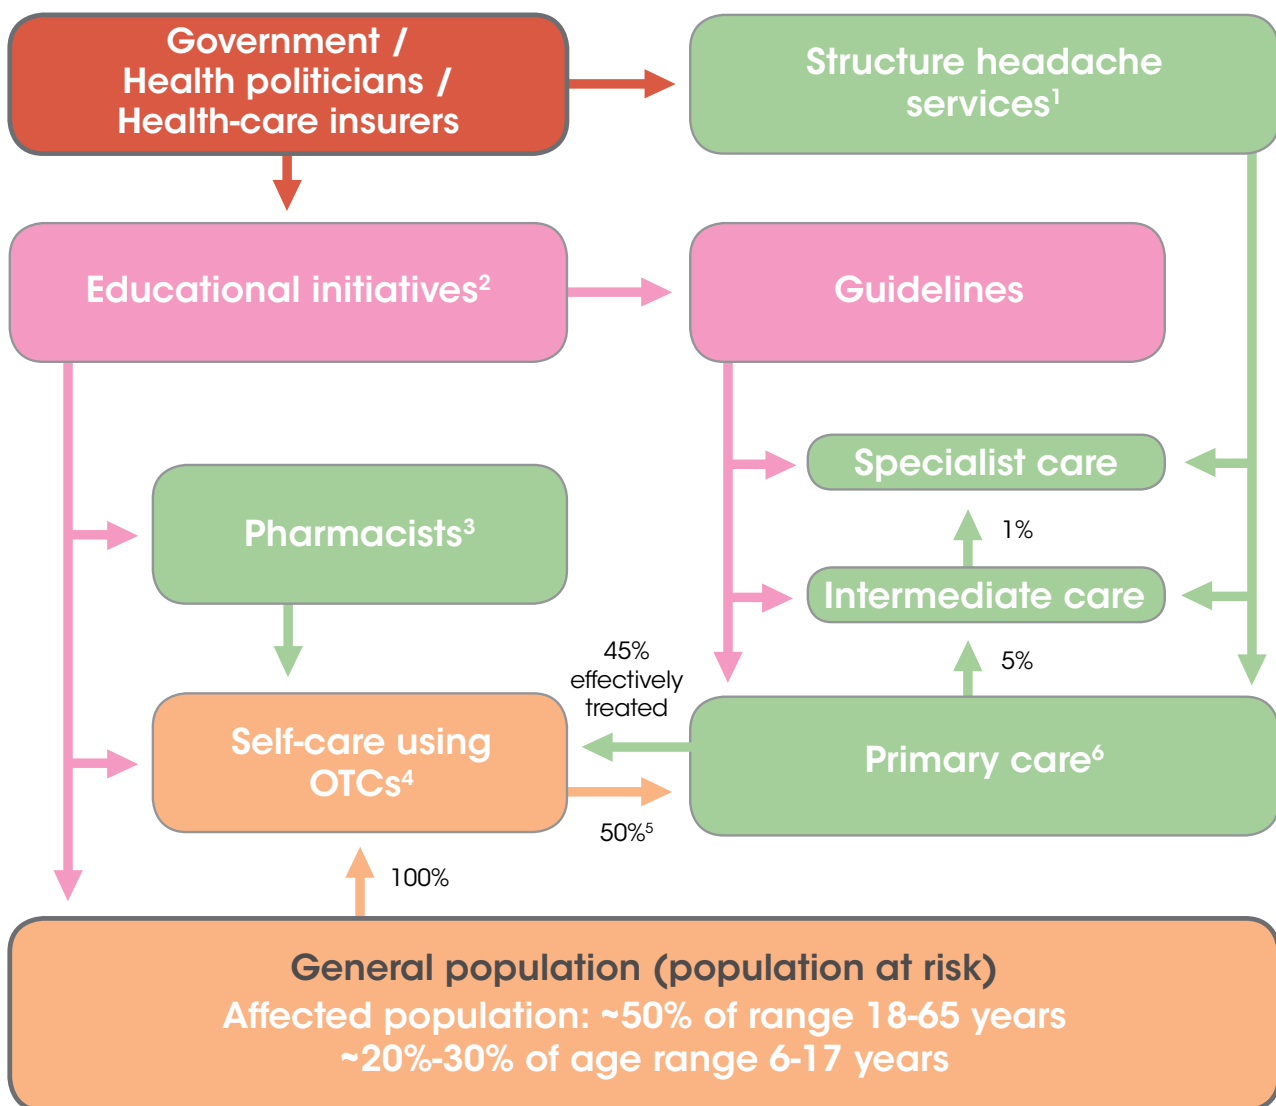 Government /
Health politicians /
Health-care insurers
Structure headache
services¹
Educational initiatives²
Guidelines
Specialist care
1%
Pharmacists³
Intermediate care
5%
45%
effectively
treated
Self-care using
OTCs⁴
Primary care⁶
50%⁵
100%
General population (population at risk)
Affected population: ~50% of range 18-65 years
~20%-30% of age range 6-17 years